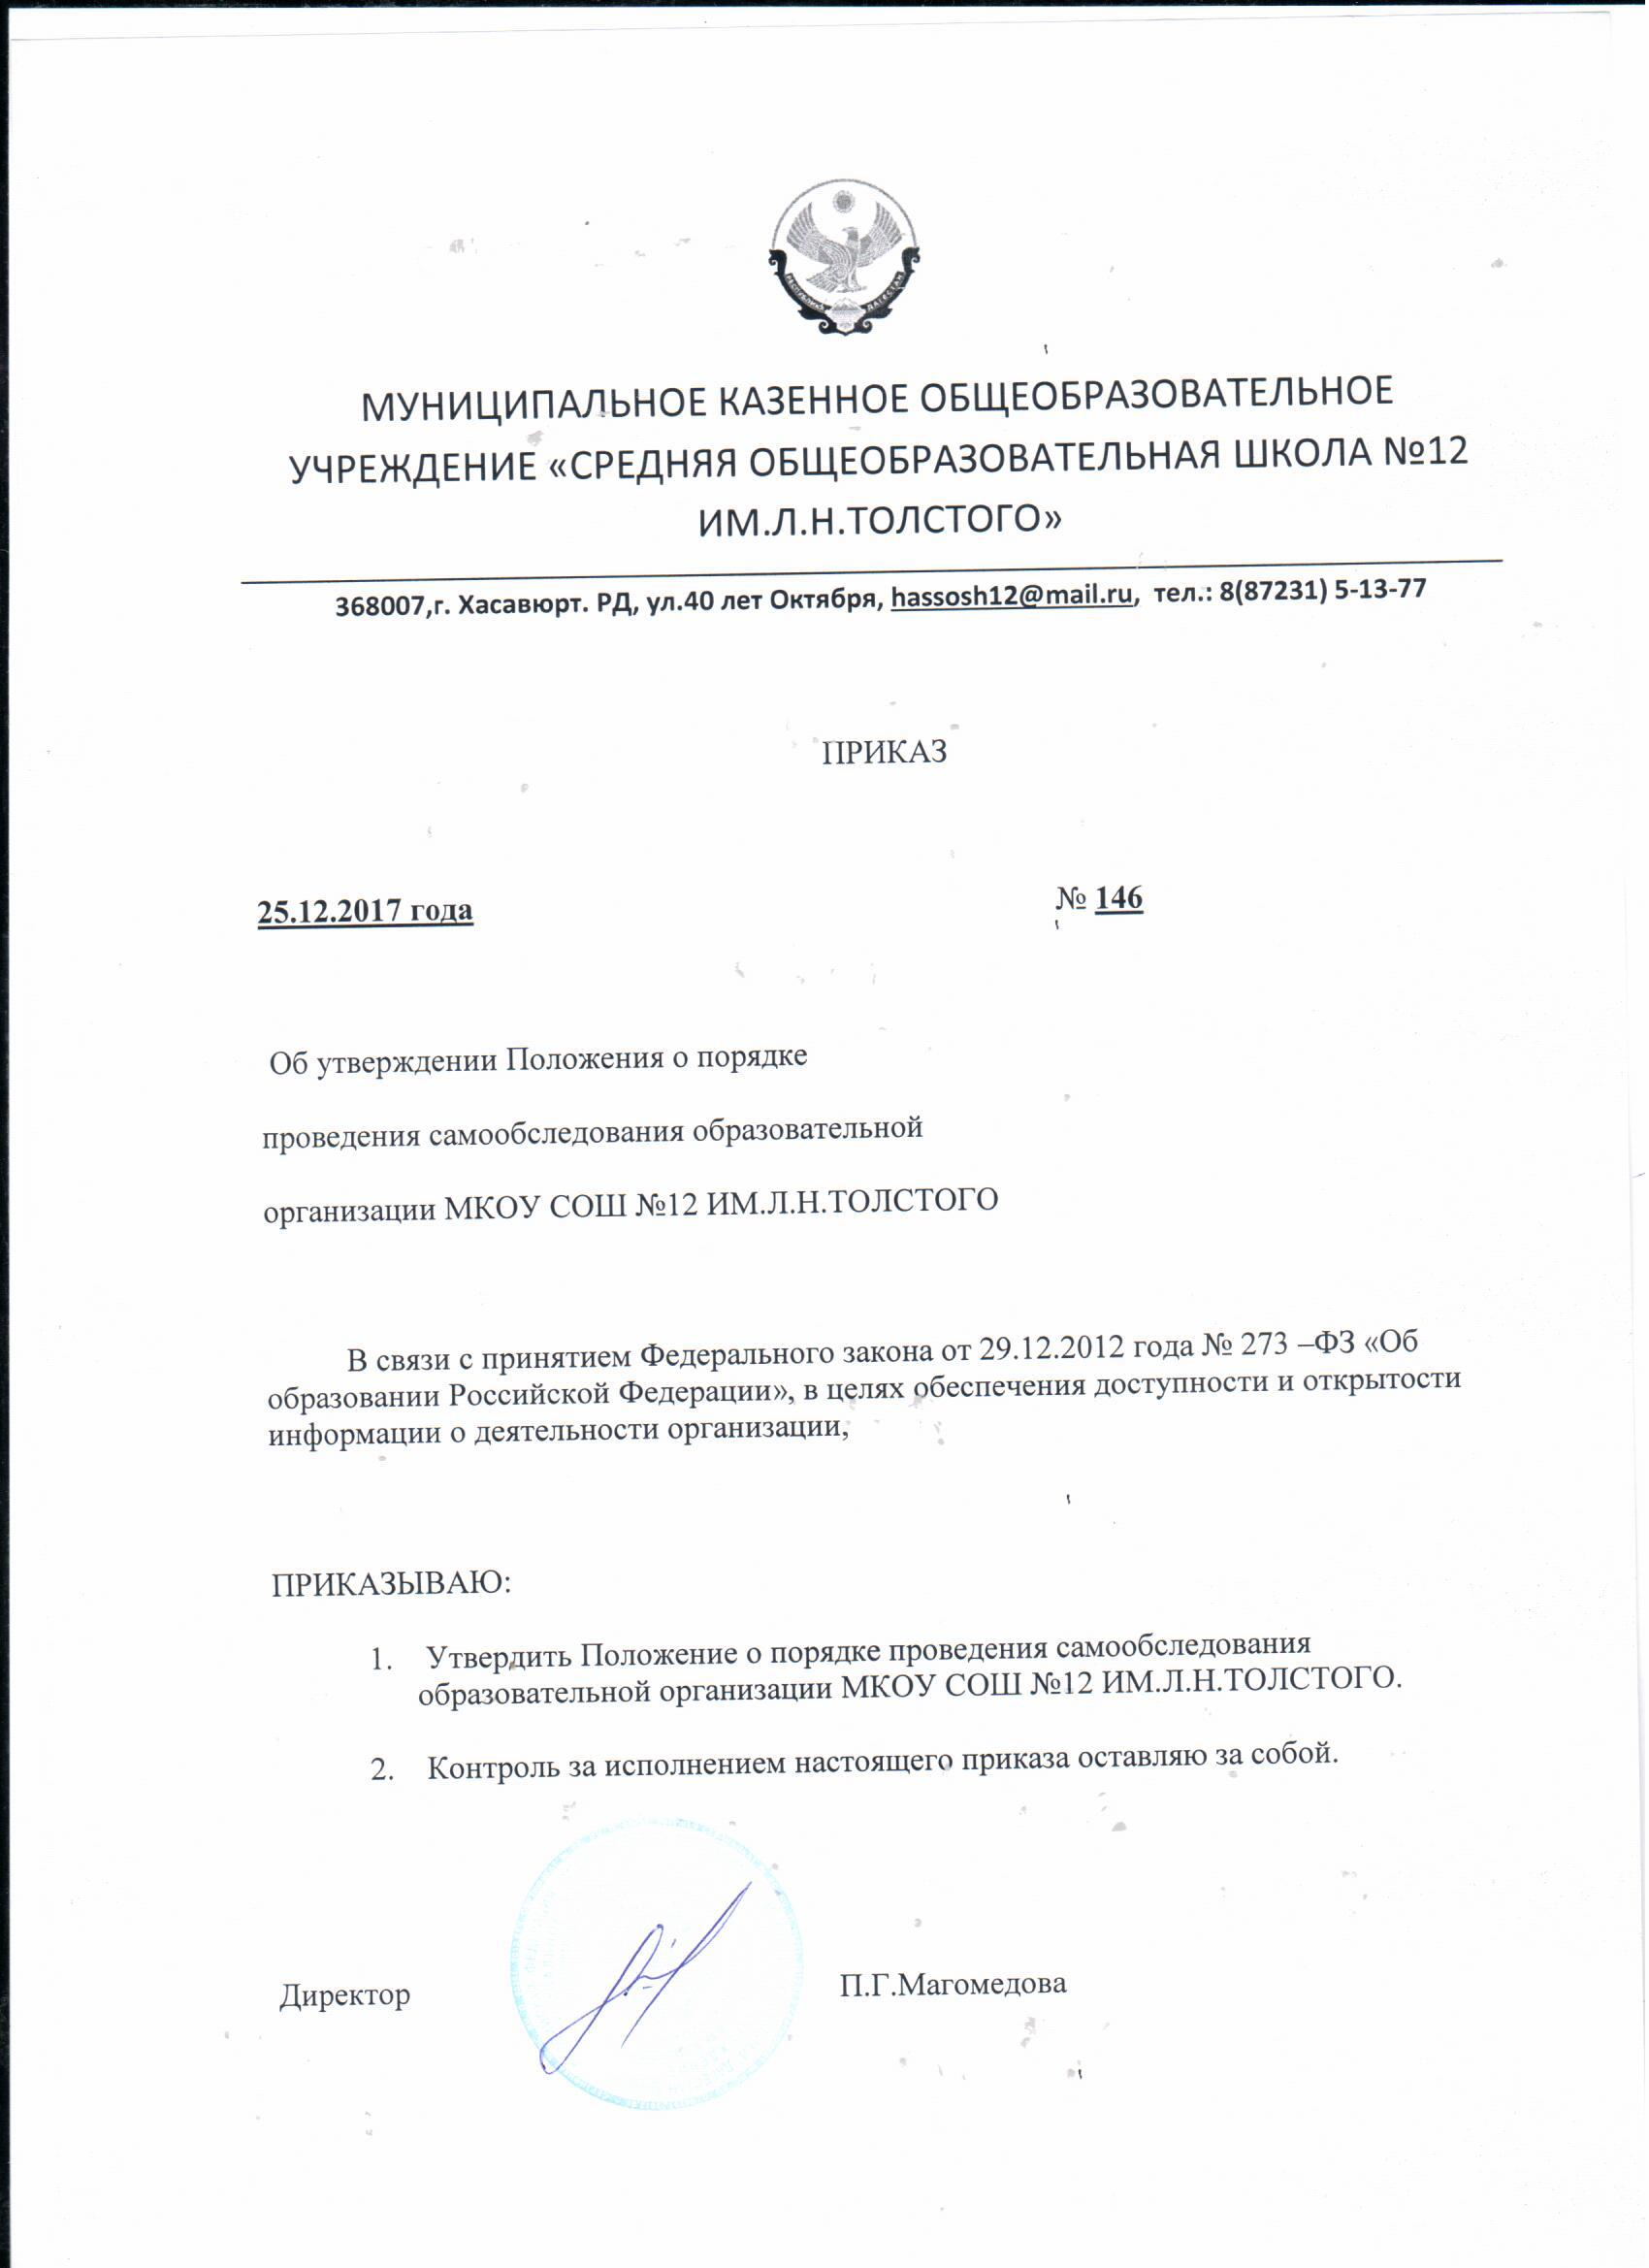 РЕСПУБЛИКА ДАГЕСТАН
МУНИЦИПАЛЬНОЕ КАЗЕННОЕ ОБЩЕОБРАЗОВАТЕЛЬНОЕ
УЧРЕЖДЕНИЕ «СРЕДНЯЯ ОБЩЕОБРАЗОВАТЕЛЬНАЯ ШКОЛА №12
ИМ.Л.Н.ТОЛСТОГО»
368007,г. Хасавюрт. РД, ул.40 лет Октября, hassosh12@mail.ru, тел.: 8(87231) 5-13-77
ПРИКАЗ
25.12.2017 года № 146
Об утверждении Положения о порядке
проведения самообследования образовательной
организации МКОУ СОШ №12 ИМ.Л.Н.ТОЛСТОГО
В связи с принятием Федерального закона от 29.12.2012 года № 273 –ФЗ «Об
образовании Российской Федерации», в целях обеспечения доступности и открытости
информации о деятельности организации,
ПРИКАЗЫВАЮ:
1. Утвердить Положение о порядке проведения самообследования
образовательной организации МКОУ СОШ №12 ИМ.Л.Н.ТОЛСТОГО.
2. Контроль за исполнением настоящего приказа оставляю за собой.
Директор П.Г.Магомедова